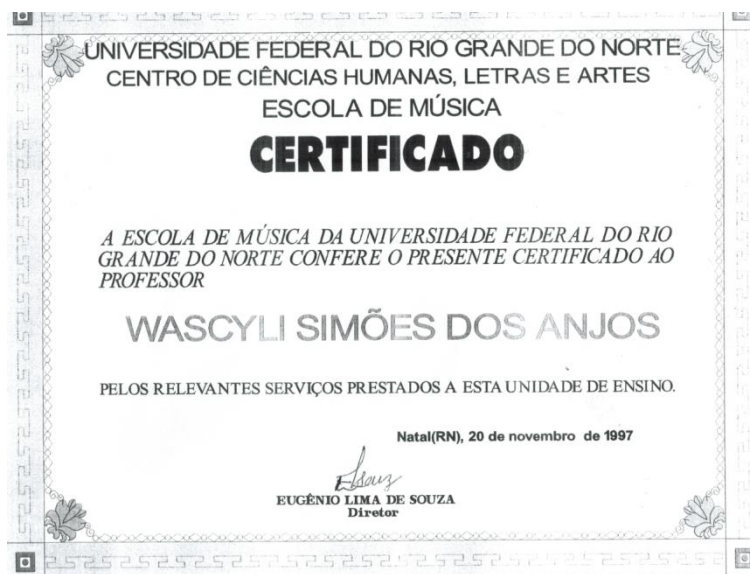 UNIVERSIDADE FEDERAL DO RIO GRANDE DO NORTE
CENTRO DE CIÊNCIAS HUMANAS, LETRAS E ARTES
ESCOLA DE MÚSICA
CERTIFICADO
A ESCOLA DE MÚSICA DA UNIVERSIDADE FEDERAL DO RIO
GRANDE DO NORTE CONFERE O PRESENTE CERTIFICADO AO
PROFESSOR
WASCYLI SIMÕES DOS ANJOS
PELOS RELEVANTES SERVIÇOS PRESTADOS A ESTA UNIDADE DE ENSINO.
Natal(RN), 20 de novembro de 1997
EUGÊNIO LIMA DE SOUZA
Diretor